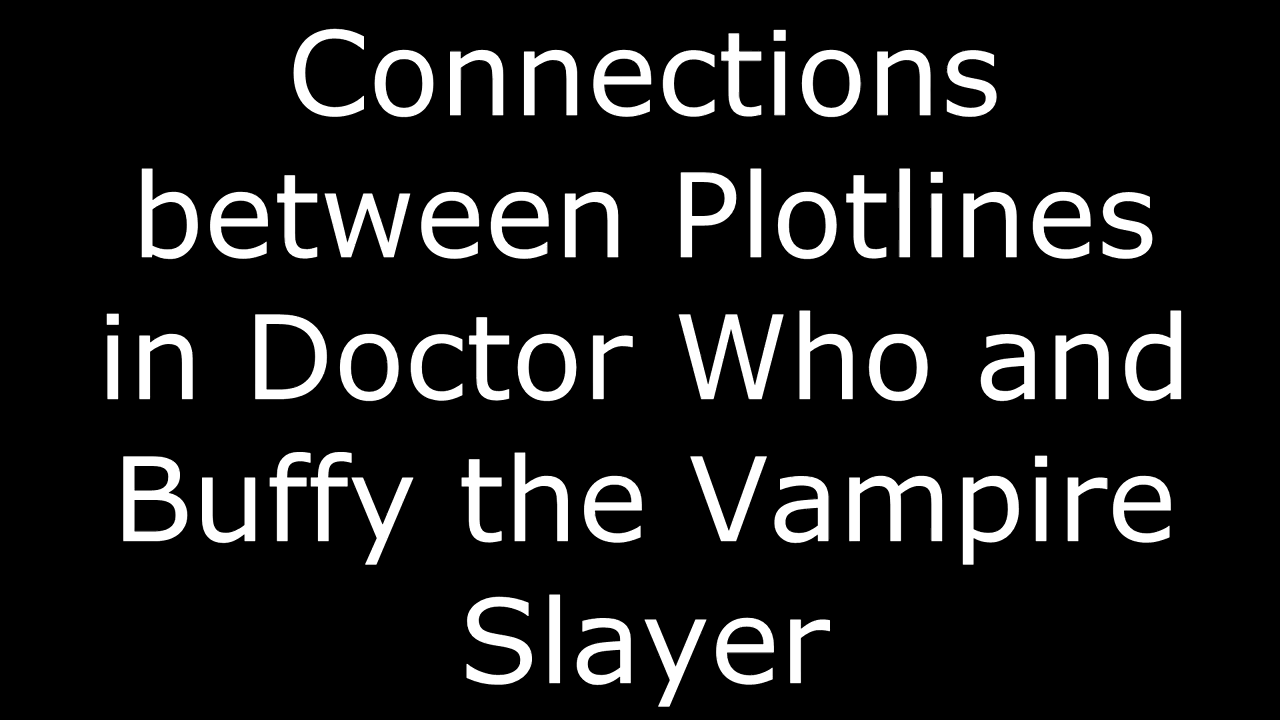 Connections
between Plotlines
in Doctor Who and
Buffy the Vampire
Slayer